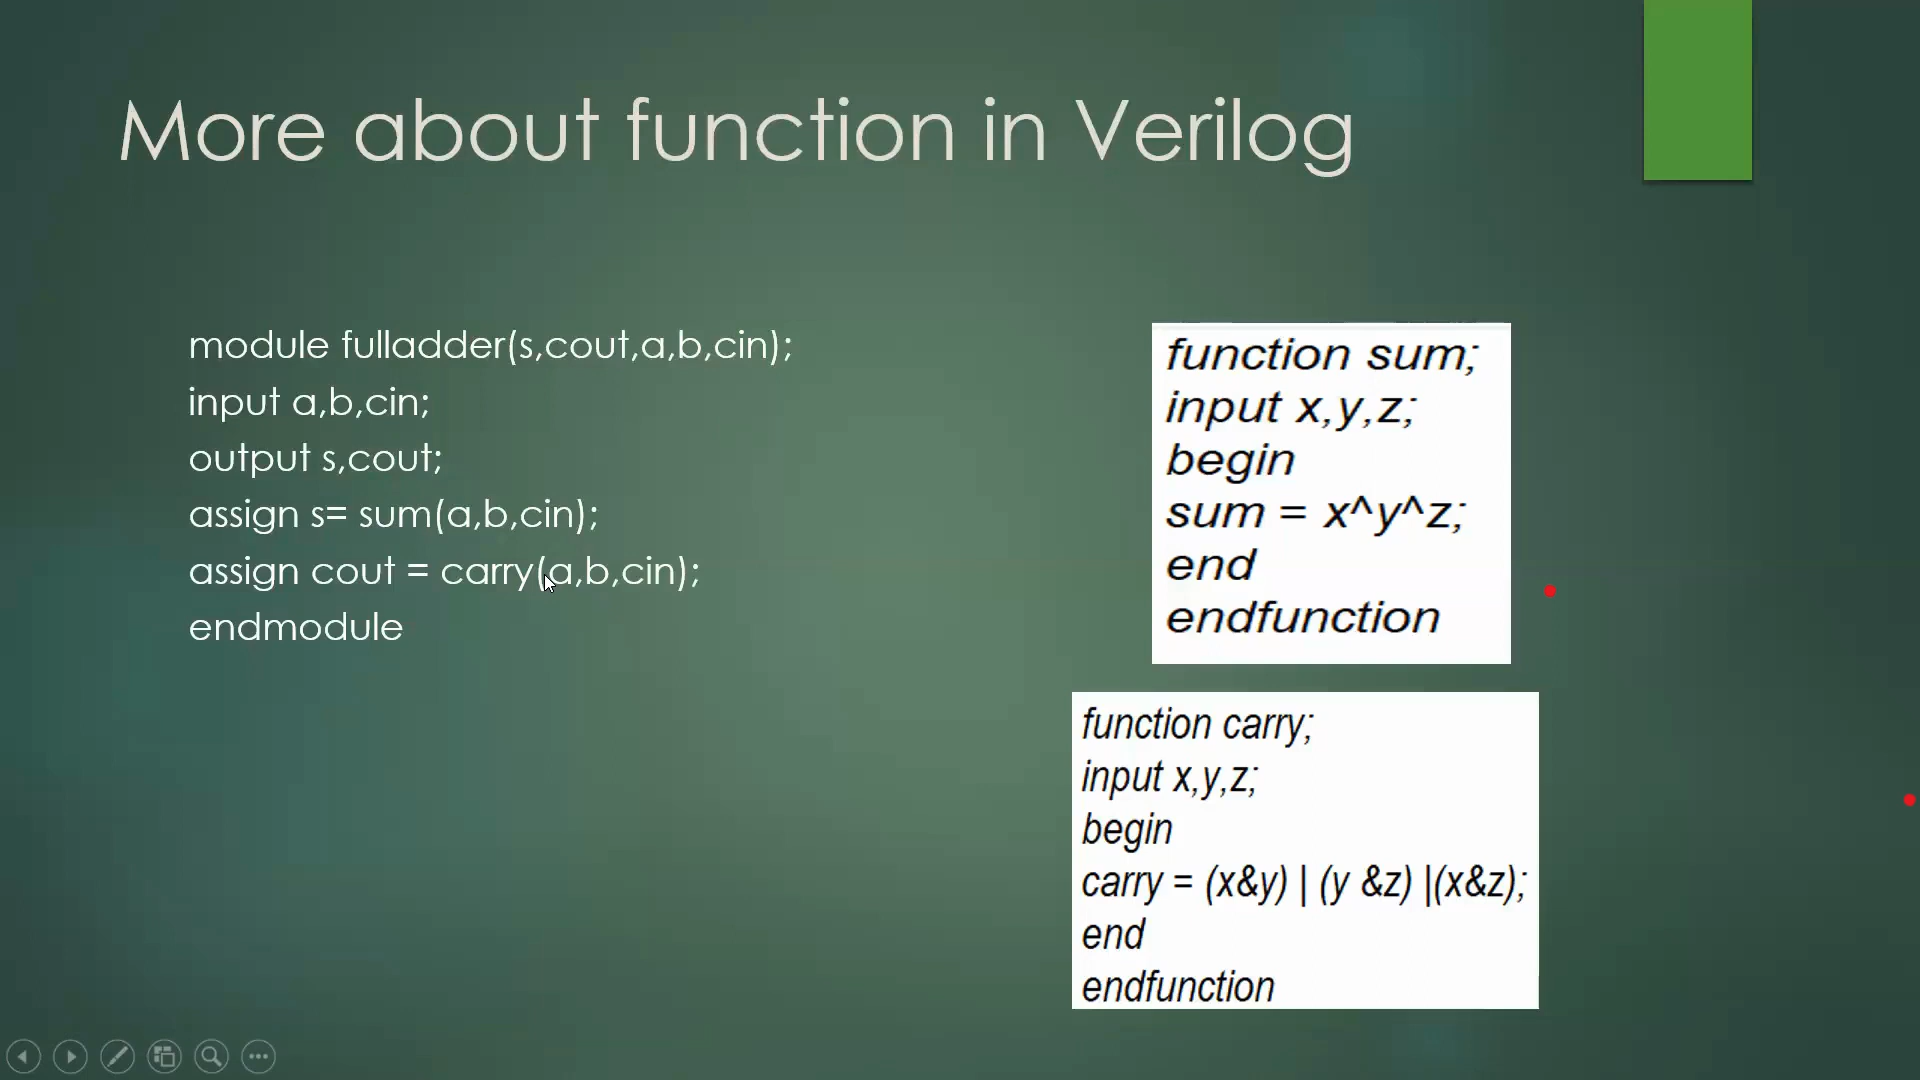 More about function in Verilog
module fulladder(s,cout,a,b,cin);
input a,b,cin;
output s,cout;
assign s= sum(a,b,cin);
assign cout = carry(a,b,cin);
endmodule
function sum;
input x,y,z;
begin
sum = x^y^z;
end
endfunction
function carry;
input x,y,z;
begin
carry = (x&y) | (y &z) |(x&z);
end
endfunction